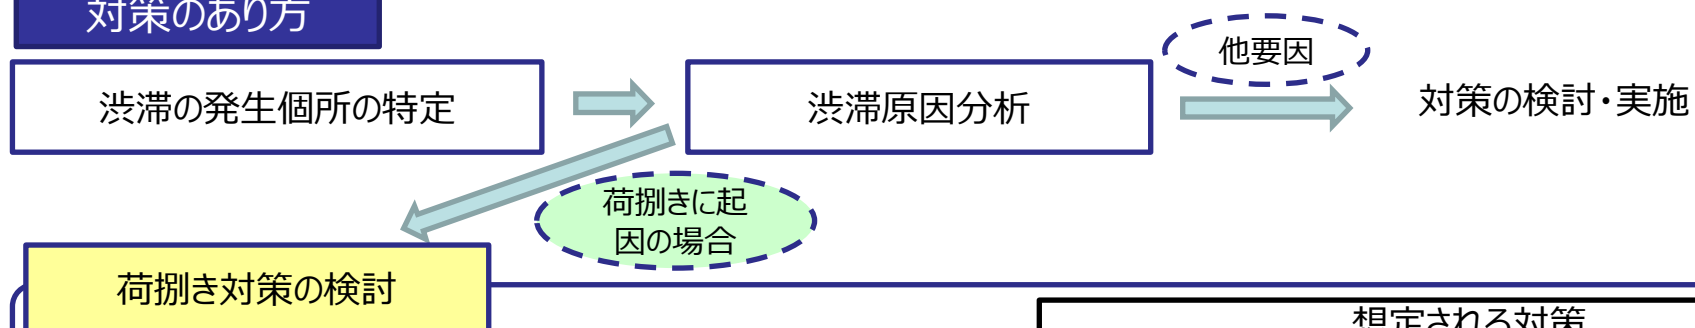 対策のあり方
他要因
渋滞の発生個所の特定
渋滞原因分析
対策の検討・実施
荷捌きに起
因の場合
荷捌き対策の検討
想定される対策